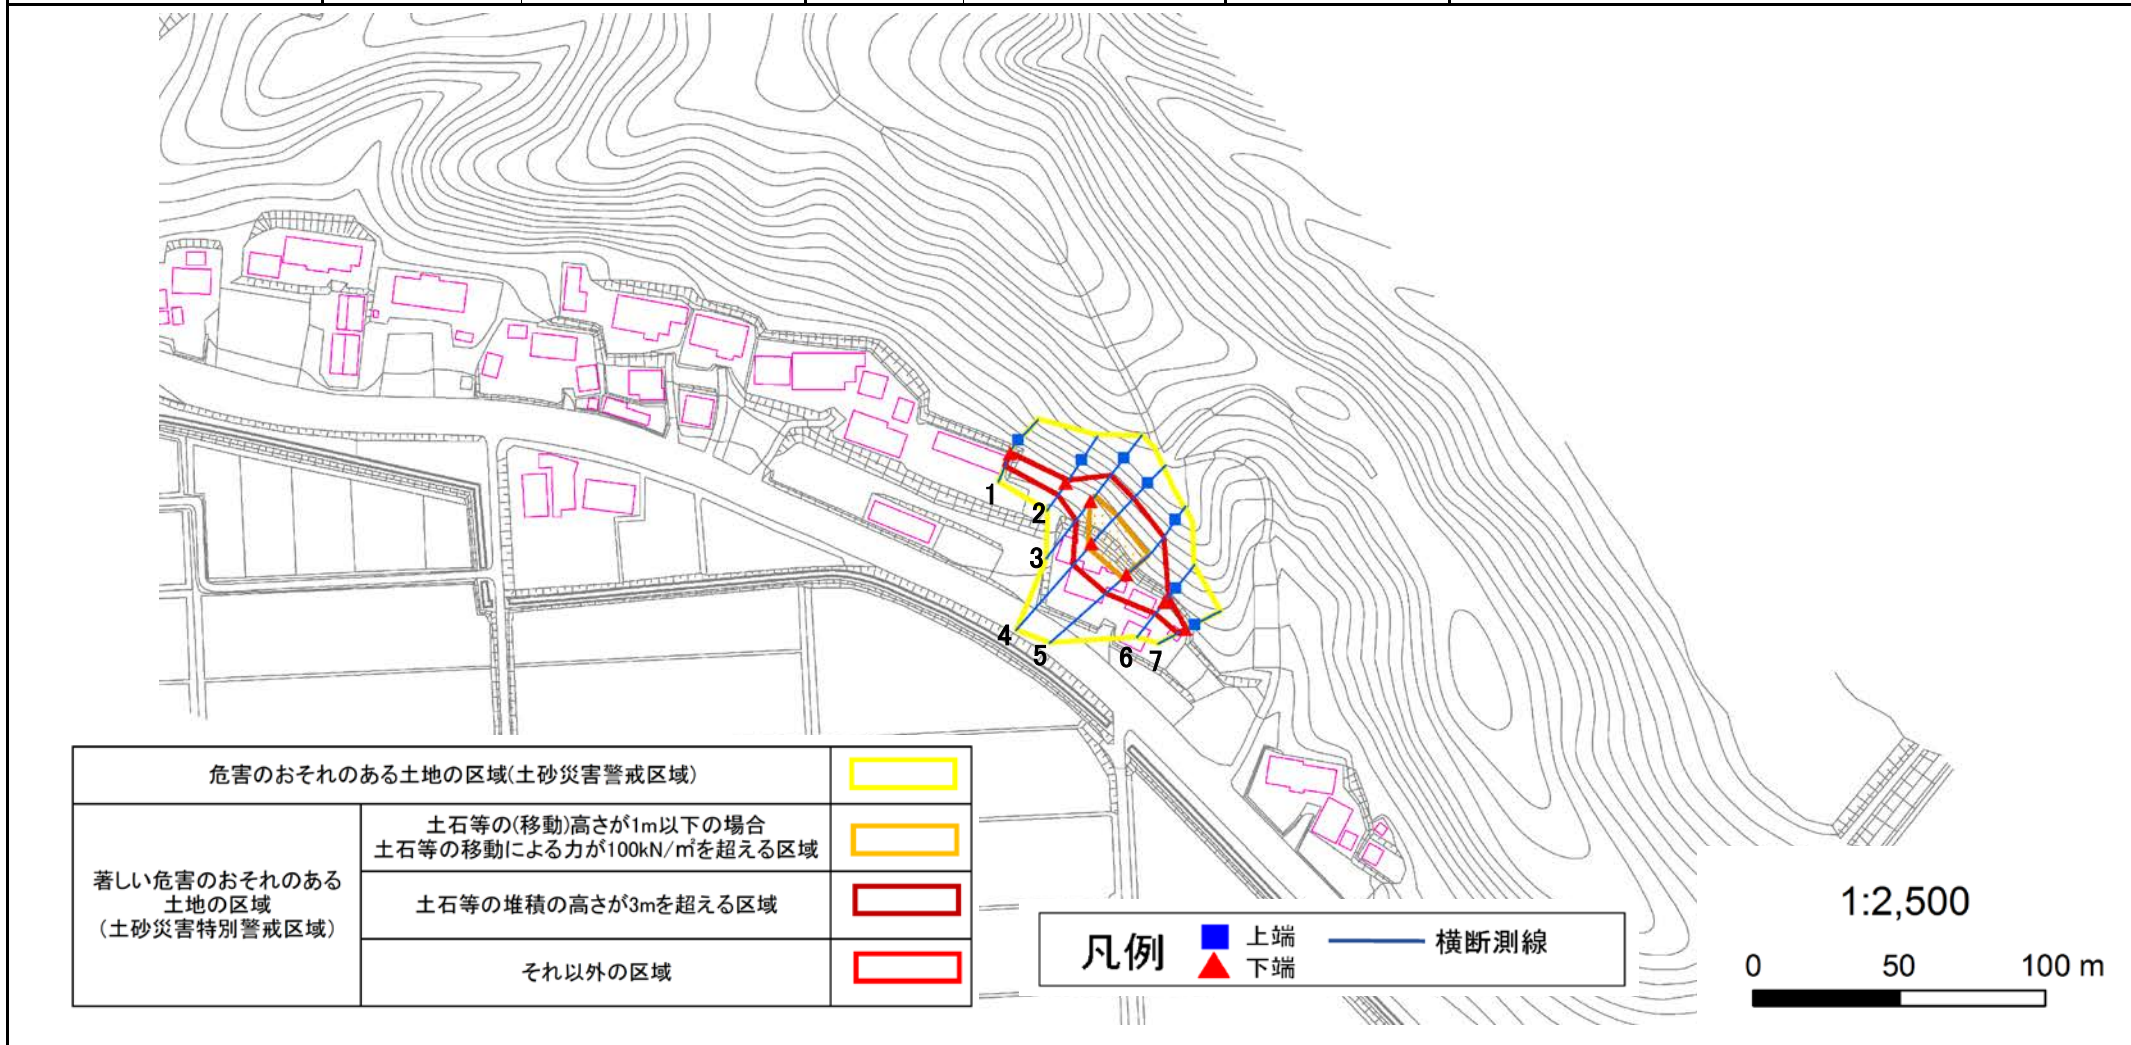 1
2
3
4
5
6
7
危害のおそれのある土地の区域(土砂災害警戒区域)
著しい危害のおそれのある
土地の区域
(土砂災害特別警戒区域)
土石等の(移動)高さが1m以下の場合
土石等の移動による力が100kN/㎡を超える区域
土石等の堆積の高さが3mを超える区域
それ以外の区域
凡例
上端
下端
横断測線
1:2,500
0 50 100 m